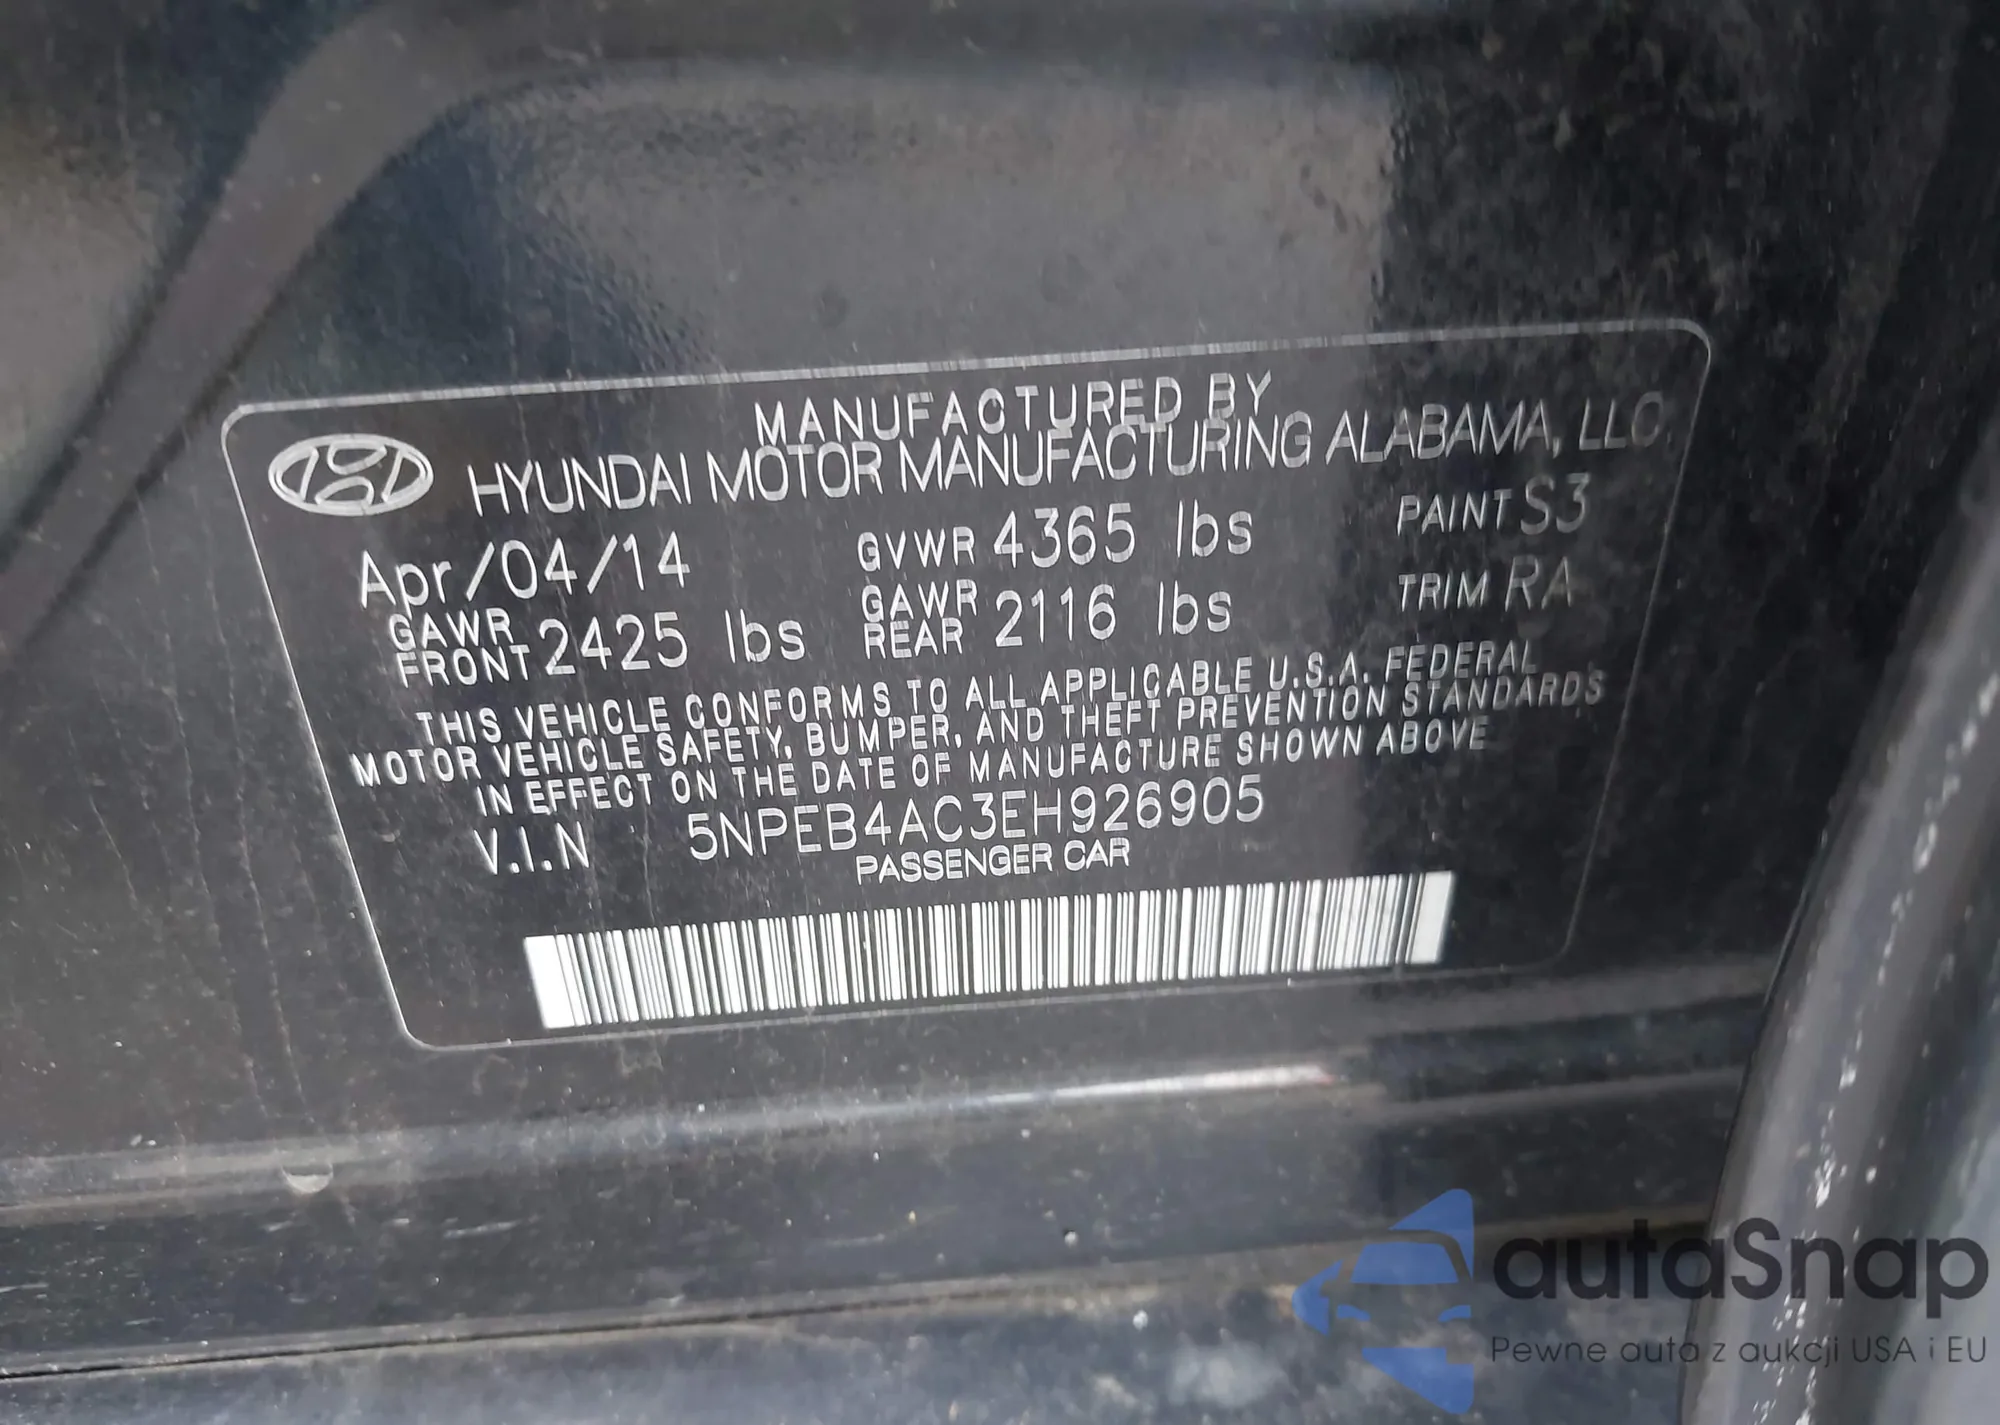 MANUFACTURED BY
HYUNDAI MOTOR MANUFACTURING ALABAMA, LLC.
Apr/04/14 GVWR 4365 lbs PAINT S3
GAWR FRONT 2425 lbs GAWR REAR 2116 lbs TRIM RA
THIS VEHICLE CONFORMS TO ALL APPLICABLE U.S.A. FEDERAL
MOTOR VEHICLE SAFETY, BUMPER, AND THEFT PREVENTION STANDARDS
IN EFFECT ON THE DATE OF MANUFACTURE SHOWN ABOVE
V.I.N 5NPEB4AC3EH926905
PASSENGER CAR
autaSnap
Pewne auta z aukcji USA i EU